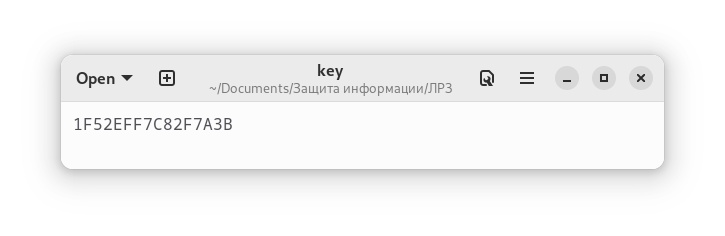 Open
key
~/Documents/Защита информации/ЛР3
1F52EFF7C82F7A3B